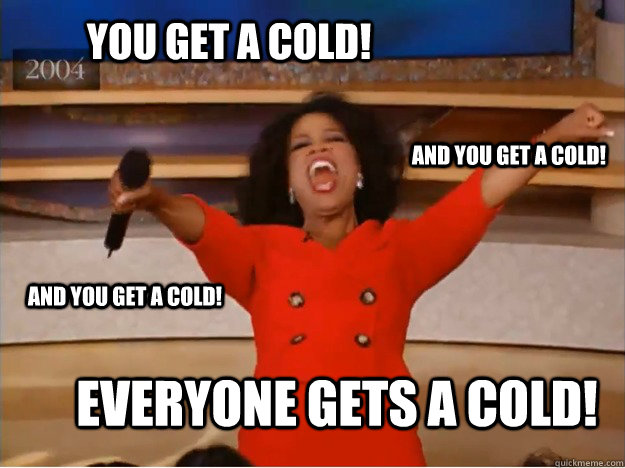 YOU GET A COLD!
2004
AND YOU GET A COLD!
AND YOU GET A COLD!
EVERYONE GETS A COLD!
quickmeme.com